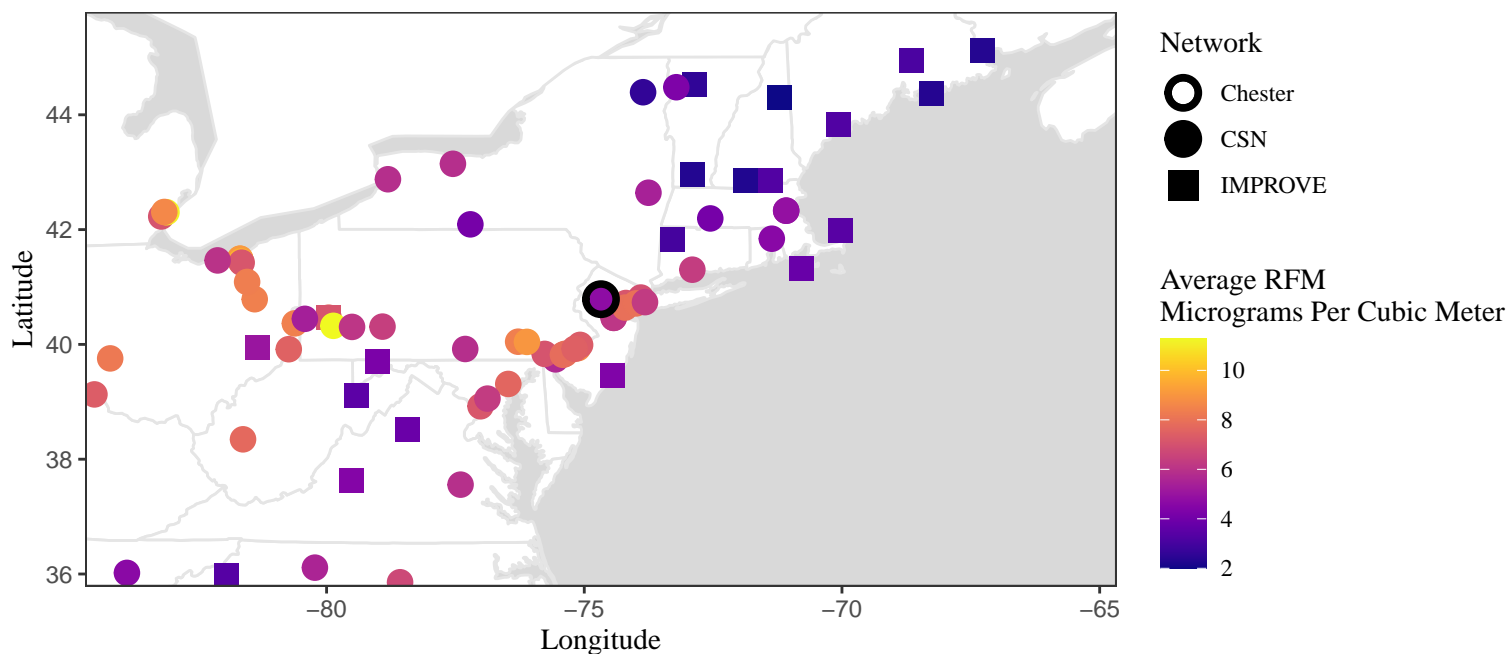 44
42
40
38
36
Latitude
−80
−75
−70
−65
Longitude
Network
Chester
CSN
IMPROVE
Average RFM
Micrograms Per Cubic Meter
10
8
6
4
2